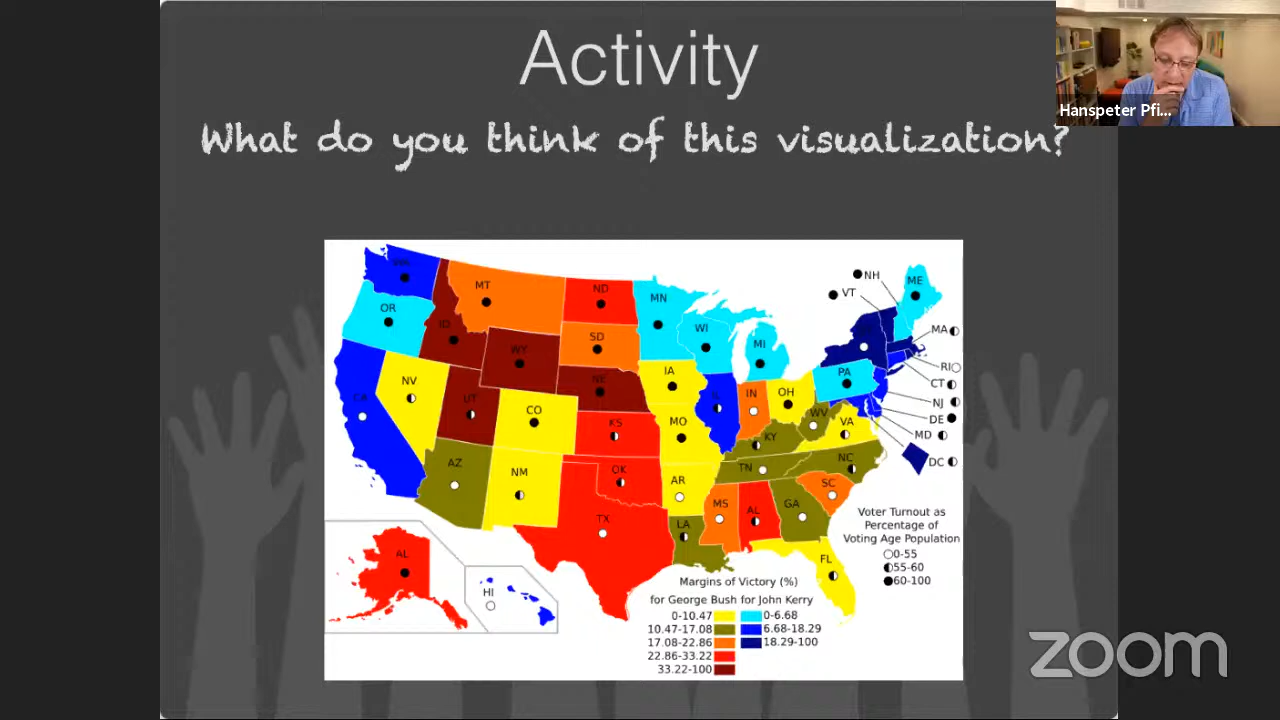 Activity
What do you think of this visualization?
Hanspeter Pfi...
WA
MT
ND
MN
NH
ME
VT
OR
ID
SD
WI
MI
MA
WY
RI
NV
NE
IA
PA
CT
UT
CO
IN
OH
NJ
CA
IL
WV
VA
DE
KS
MO
KY
MD
AZ
NM
OK
TN
NC
DC
AR
SC
TX
MS
AL
GA
LA
Voter Turnout as
Percentage of
Voting Age Population
0-55
55-60
60-100
AL
FL
HI
Margins of Victory (%)
for George Bush for John Kerry
0-10.47 0-6.68
10.47-17.08 6.68-18.29
17.08-22.86 18.29-100
22.86-33.22
33.22-100
zoom